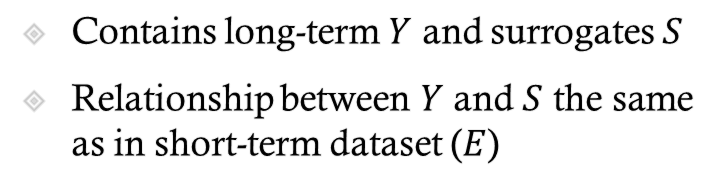 Contains long-term Y and surrogates S
Relationship between Y and S the same
as in short-term dataset (E)